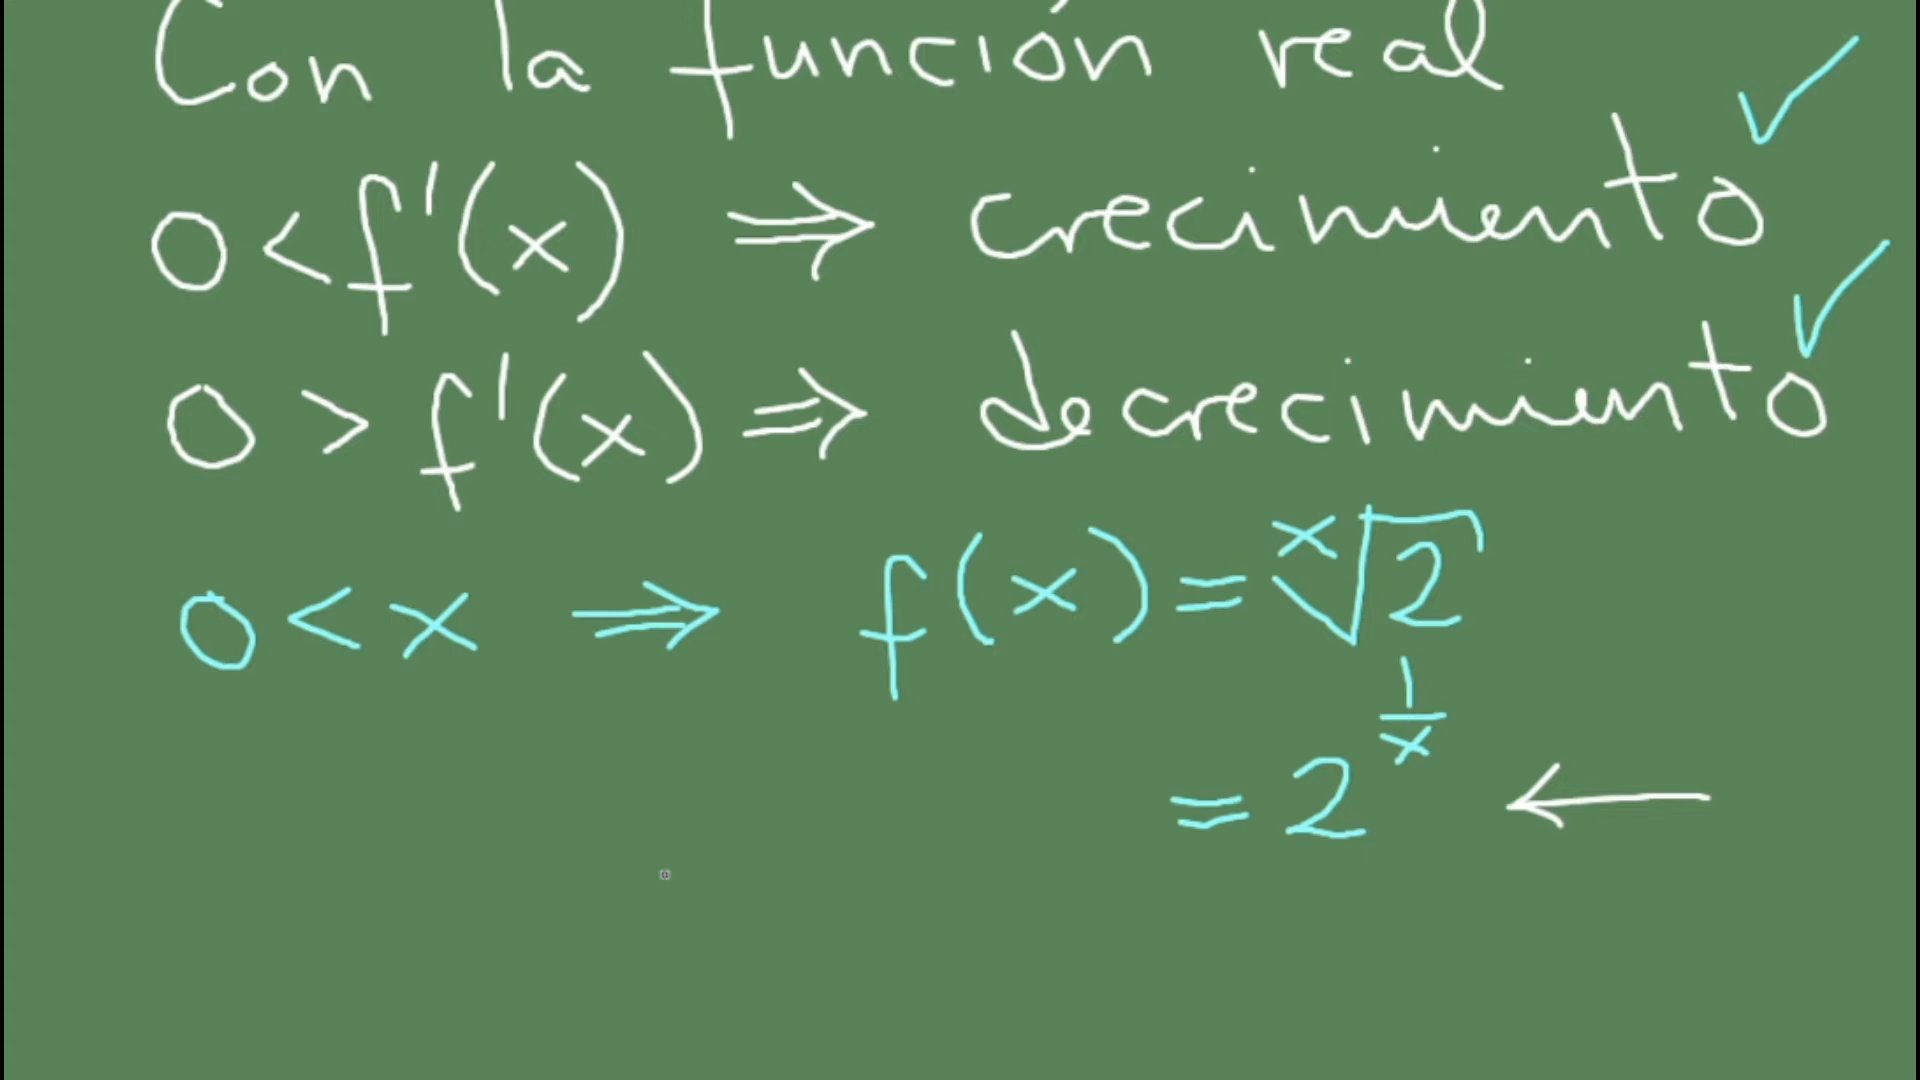 Con la función real
0 < f'(x) ⇒ crecimiento ✓
0 > f'(x) ⇒ decrecimiento ✓
0 < x ⇒ f(x) = ˣ√2
= 2^(1/x) ←